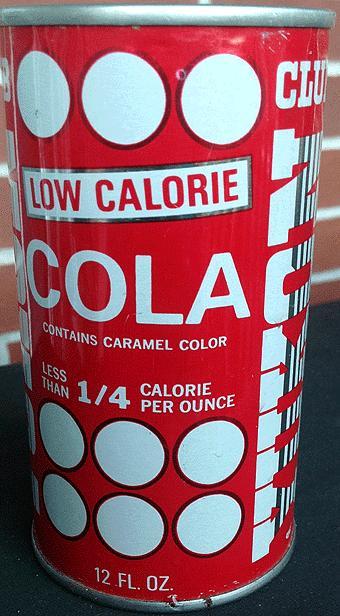 LOW CALORIE
COLA
CONTAINS CARAMEL COLOR
LESS THAN 1/4 CALORIE PER OUNCE
12 FL. OZ.